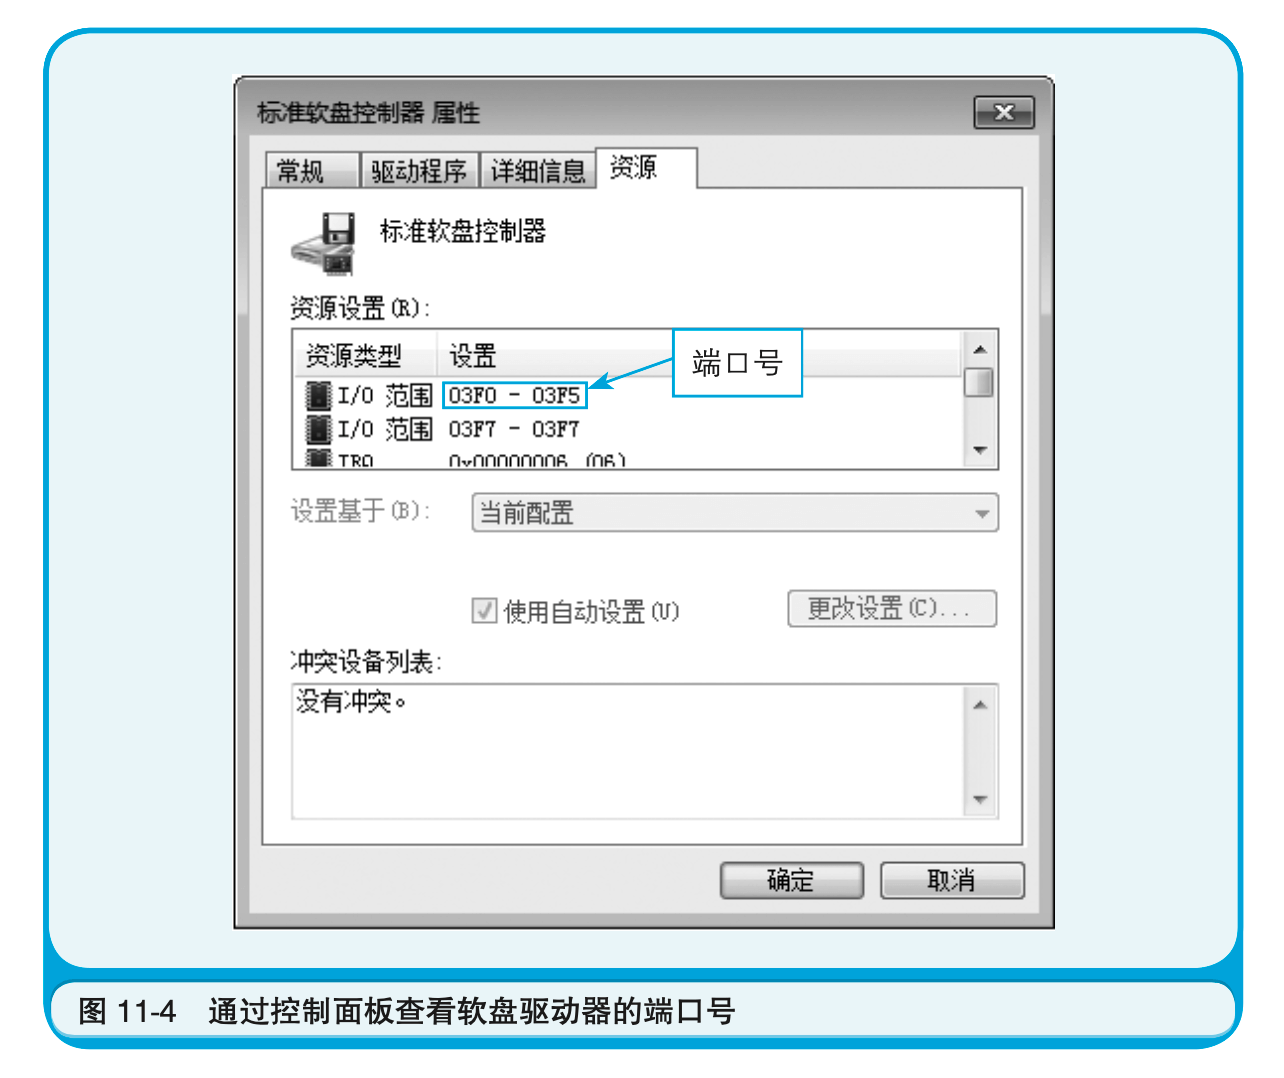 标准软盘控制器 属性
常规 驱动程序 详细信息 资源
标准软盘控制器
资源设置(R):
资源类型 设置
端口号
I/O 范围 03F0 - 03F5
I/O 范围 03F7 - 03F7
IRQ 0x00000006 (06)
设置基于(B): 当前配置
使用自动设置(U) 更改设置(C)...
冲突设备列表:
没有冲突。
确定 取消
图 11-4 通过控制面板查看软盘驱动器的端口号